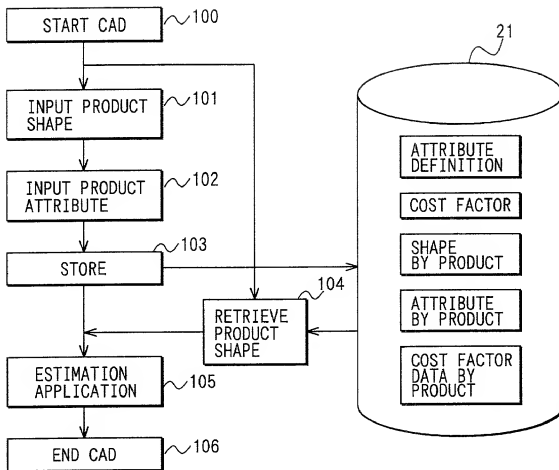 START CAD
100
21
INPUT PRODUCT
SHAPE
101
INPUT PRODUCT
ATTRIBUTE
102
STORE
103
RETRIEVE
PRODUCT
SHAPE
104
ESTIMATION
APPLICATION
105
END CAD
106
ATTRIBUTE
DEFINITION
COST FACTOR
SHAPE
BY PRODUCT
ATTRIBUTE
BY PRODUCT
COST FACTOR
DATA BY
PRODUCT